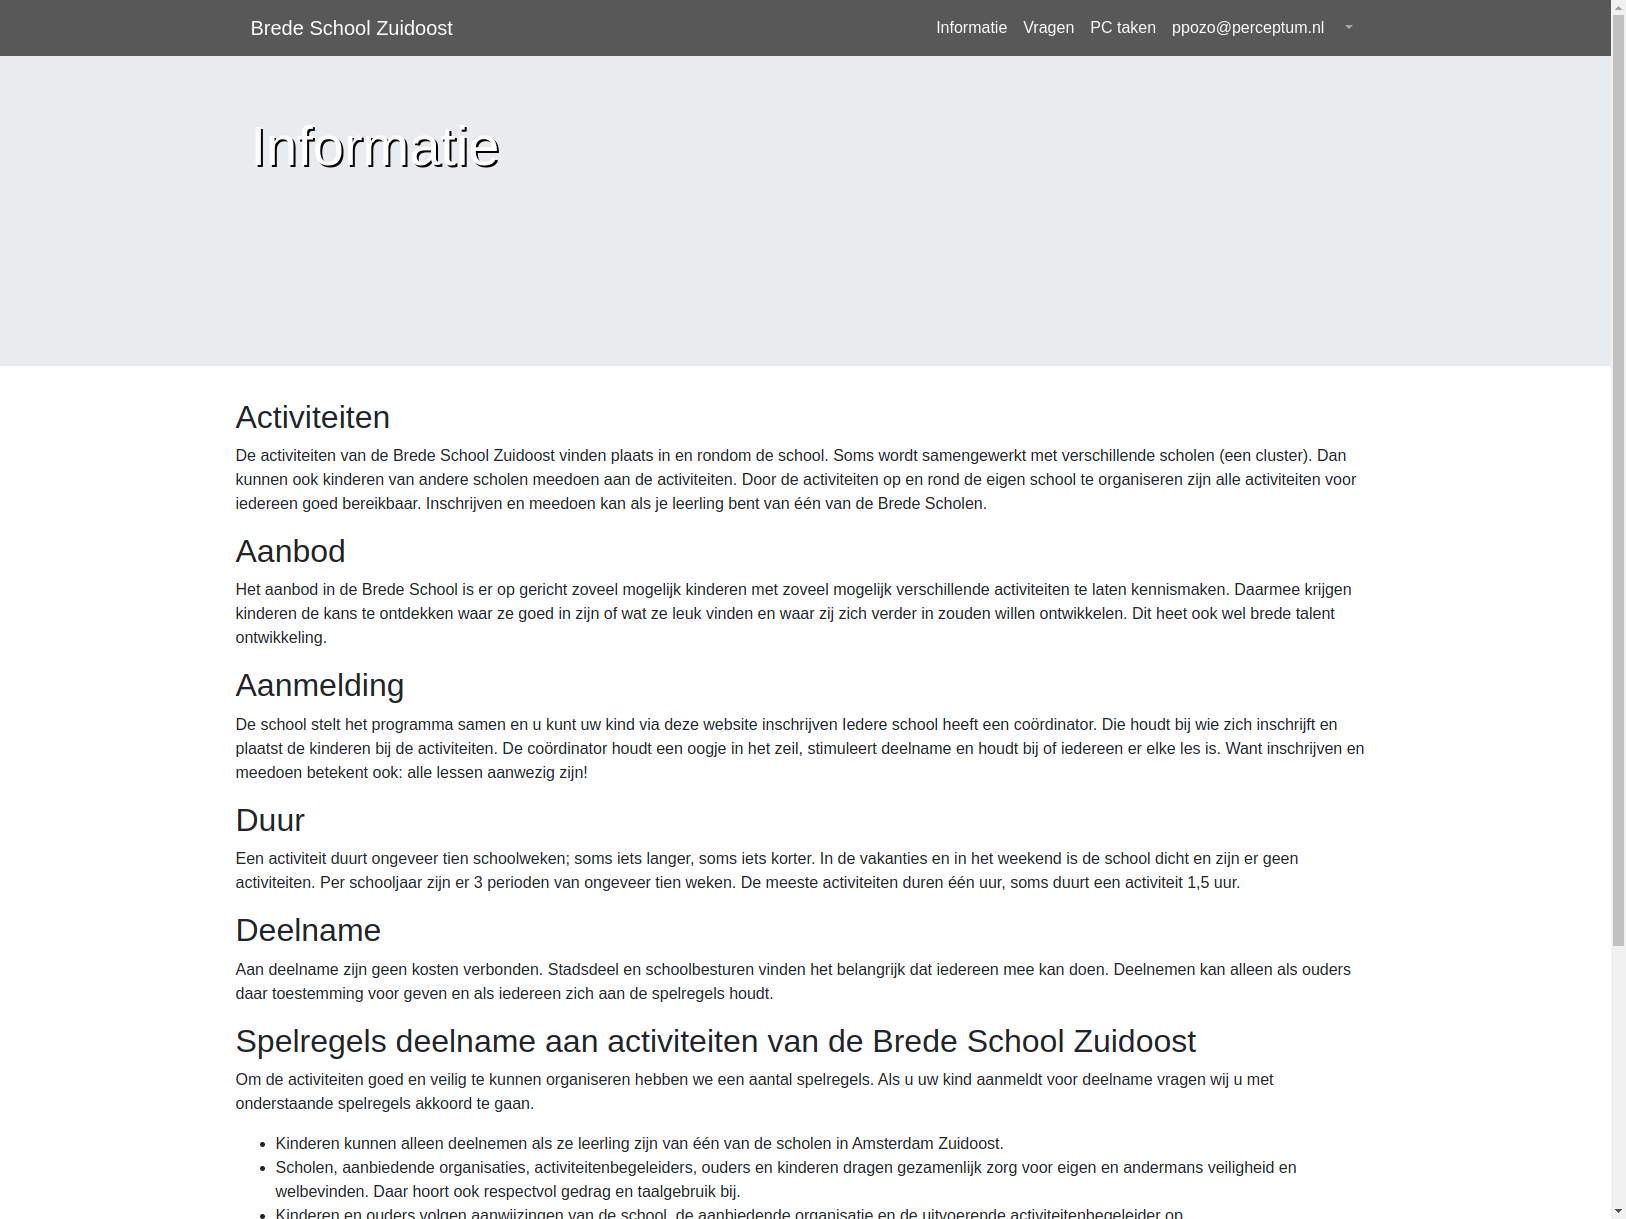 Brede School Zuidoost
Informatie Vragen PC taken ppozo@perceptum.nl
Informatie
Activiteiten
De activiteiten van de Brede School Zuidoost vinden plaats in en rondom de school. Soms wordt samengewerkt met verschillende scholen (een cluster). Dan
kunnen ook kinderen van andere scholen meedoen aan de activiteiten. Door de activiteiten op en rond de eigen school te organiseren zijn alle activiteiten voor
iedereen goed bereikbaar. Inschrijven en meedoen kan als je leerling bent van één van de Brede Scholen.
Aanbod
Het aanbod in de Brede School is er op gericht zoveel mogelijk kinderen met zoveel mogelijk verschillende activiteiten te laten kennismaken. Daarmee krijgen
kinderen de kans te ontdekken waar ze goed in zijn of wat ze leuk vinden en waar zij zich verder in zouden willen ontwikkelen. Dit heet ook wel brede talent
ontwikkeling.
Aanmelding
De school stelt het programma samen en u kunt uw kind via deze website inschrijven Iedere school heeft een coördinator. Die houdt bij wie zich inschrijft en
plaatst de kinderen bij de activiteiten. De coördinator houdt een oogje in het zeil, stimuleert deelname en houdt bij of iedereen er elke les is. Want inschrijven en
meedoen betekent ook: alle lessen aanwezig zijn!
Duur
Een activiteit duurt ongeveer tien schoolweken; soms iets langer, soms iets korter. In de vakanties en in het weekend is de school dicht en zijn er geen
activiteiten. Per schooljaar zijn er 3 perioden van ongeveer tien weken. De meeste activiteiten duren één uur, soms duurt een activiteit 1,5 uur.
Deelname
Aan deelname zijn geen kosten verbonden. Stadsdeel en schoolbesturen vinden het belangrijk dat iedereen mee kan doen. Deelnemen kan alleen als ouders
daar toestemming voor geven en als iedereen zich aan de spelregels houdt.
Spelregels deelname aan activiteiten van de Brede School Zuidoost
Om de activiteiten goed en veilig te kunnen organiseren hebben we een aantal spelregels. Als u uw kind aanmeldt voor deelname vragen wij u met
onderstaande spelregels akkoord te gaan.
• Kinderen kunnen alleen deelnemen als ze leerling zijn van één van de scholen in Amsterdam Zuidoost.
• Scholen, aanbiedende organisaties, activiteitenbegeleiders, ouders en kinderen dragen gezamenlijk zorg voor eigen en andermans veiligheid en
welbevinden. Daar hoort ook respectvol gedrag en taalgebruik bij.
• Kinderen en ouders volgen aanwijzingen van de school, de aanbiedende organisatie en de uitvoerende activiteitenbegeleider op